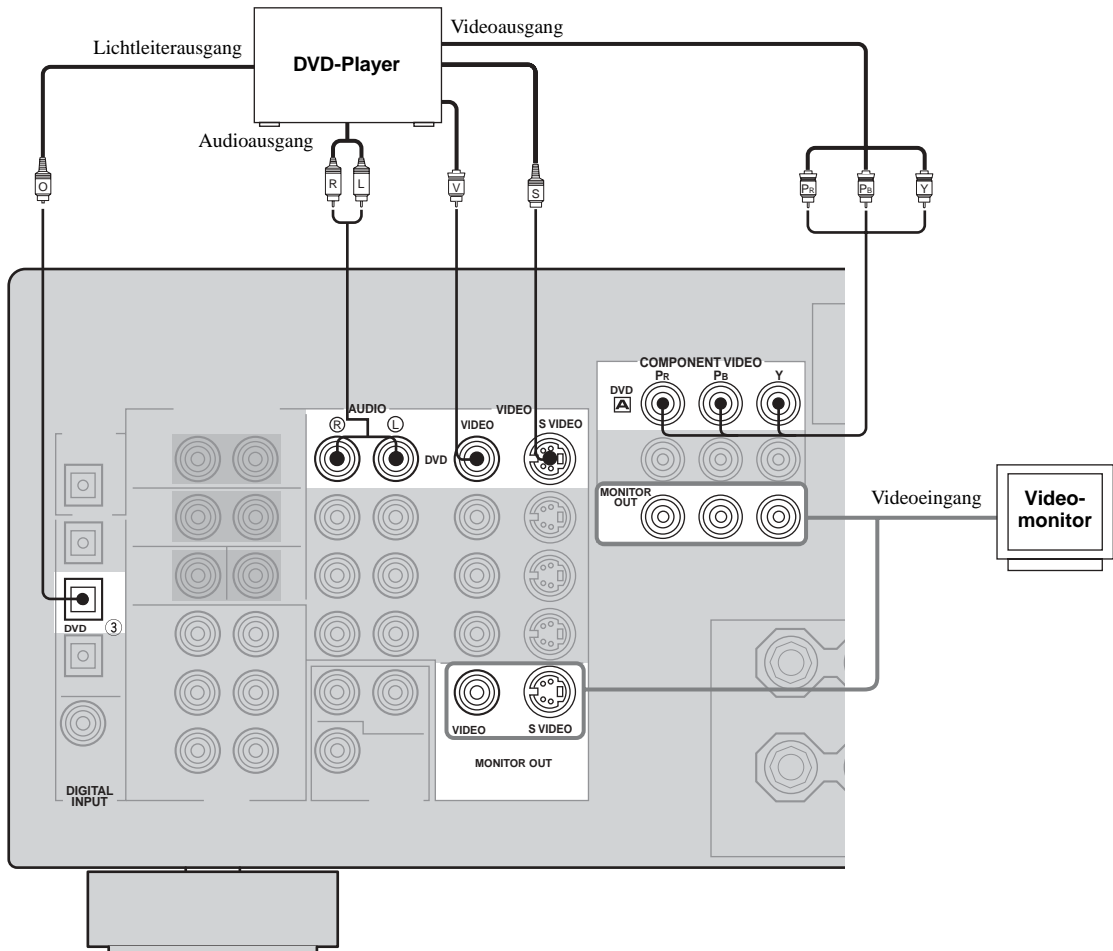 Videoausgang
Lichtleiterausgang
DVD-Player
Audioausgang
O
R L
V
S
PR PB Y
COMPONENT VIDEO
PR PB Y
DVD
A
AUDIO
VIDEO
R L
VIDEO
S VIDEO
DVD
MONITOR
OUT
Videoeingang
Video-
monitor
DVD 3
VIDEO
S VIDEO
MONITOR OUT
DIGITAL
INPUT